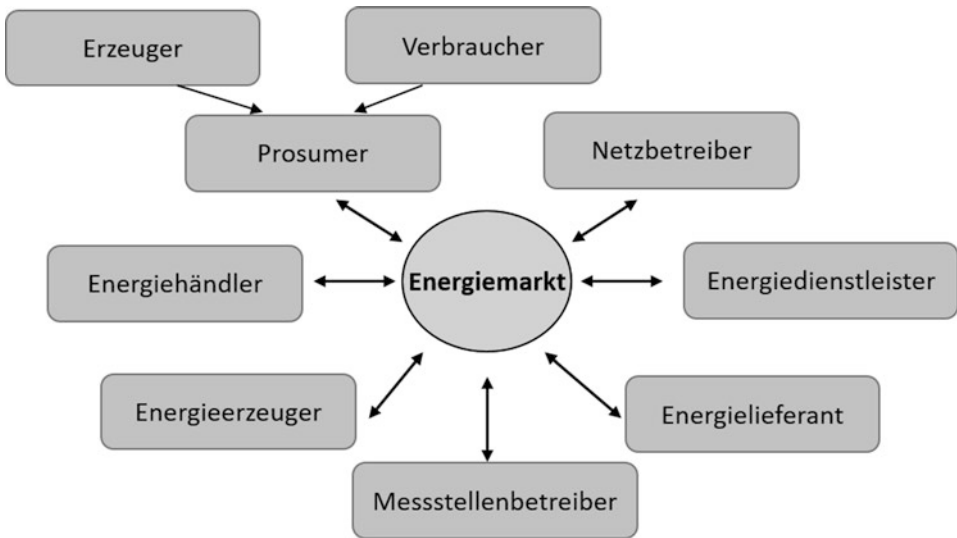 Erzeuger
Verbraucher
Prosumer
Netzbetreiber
Energiehändler
Energiemarkt
Energiedienstleister
Energieerzeuger
Energielieferant
Messstellenbetreiber